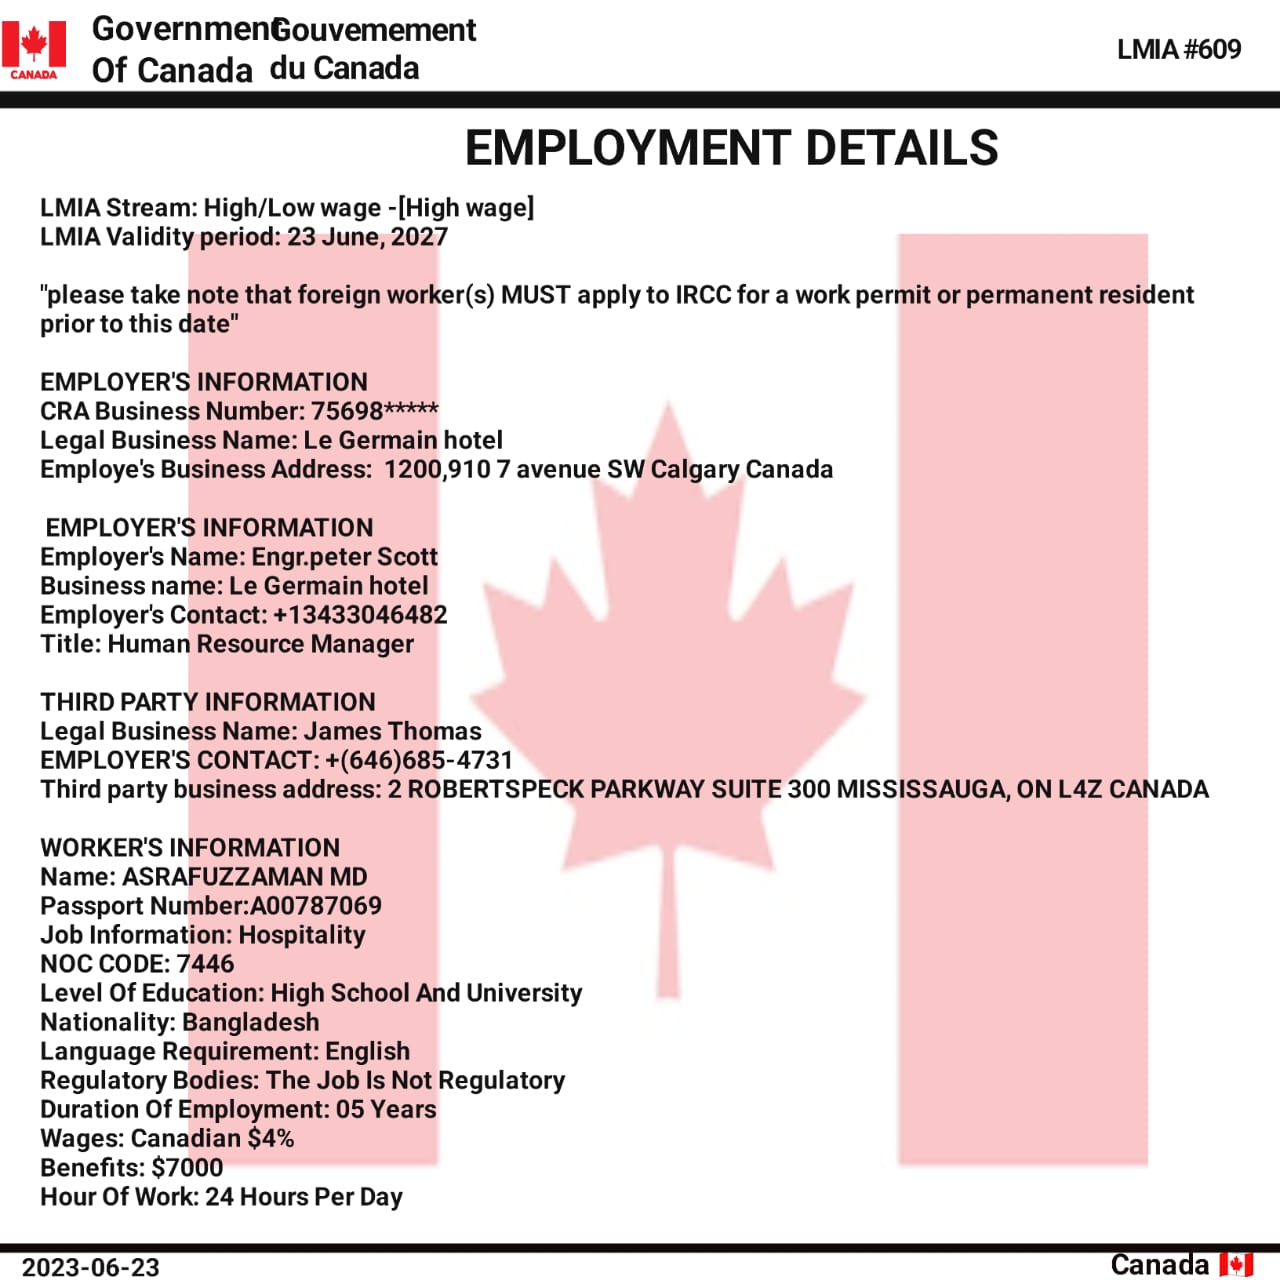 Government Gouvemement
Of Canada du Canada
CANADA
LMIA #609
EMPLOYMENT DETAILS
LMIA Stream: High/Low wage -[High wage]
LMIA Validity period: 23 June, 2027
"please take note that foreign worker(s) MUST apply to IRCC for a work permit or permanent resident
prior to this date"
EMPLOYER'S INFORMATION
CRA Business Number: 75698*****
Legal Business Name: Le Germain hotel
Employe's Business Address: 1200,910 7 avenue SW Calgary Canada
EMPLOYER'S INFORMATION
Employer's Name: Engr.peter Scott
Business name: Le Germain hotel
Employer's Contact: +13433046482
Title: Human Resource Manager
THIRD PARTY INFORMATION
Legal Business Name: James Thomas
EMPLOYER'S CONTACT: +(646)685-4731
Third party business address: 2 ROBERTSPECK PARKWAY SUITE 300 MISSISSAUGA, ON L4Z CANADA
WORKER'S INFORMATION
Name: ASRAFUZZAMAN MD
Passport Number:A00787069
Job Information: Hospitality
NOC CODE: 7446
Level Of Education: High School And University
Nationality: Bangladesh
Language Requirement: English
Regulatory Bodies: The Job Is Not Regulatory
Duration Of Employment: 05 Years
Wages: Canadian $4%
Benefits: $7000
Hour Of Work: 24 Hours Per Day
2023-06-23
Canada